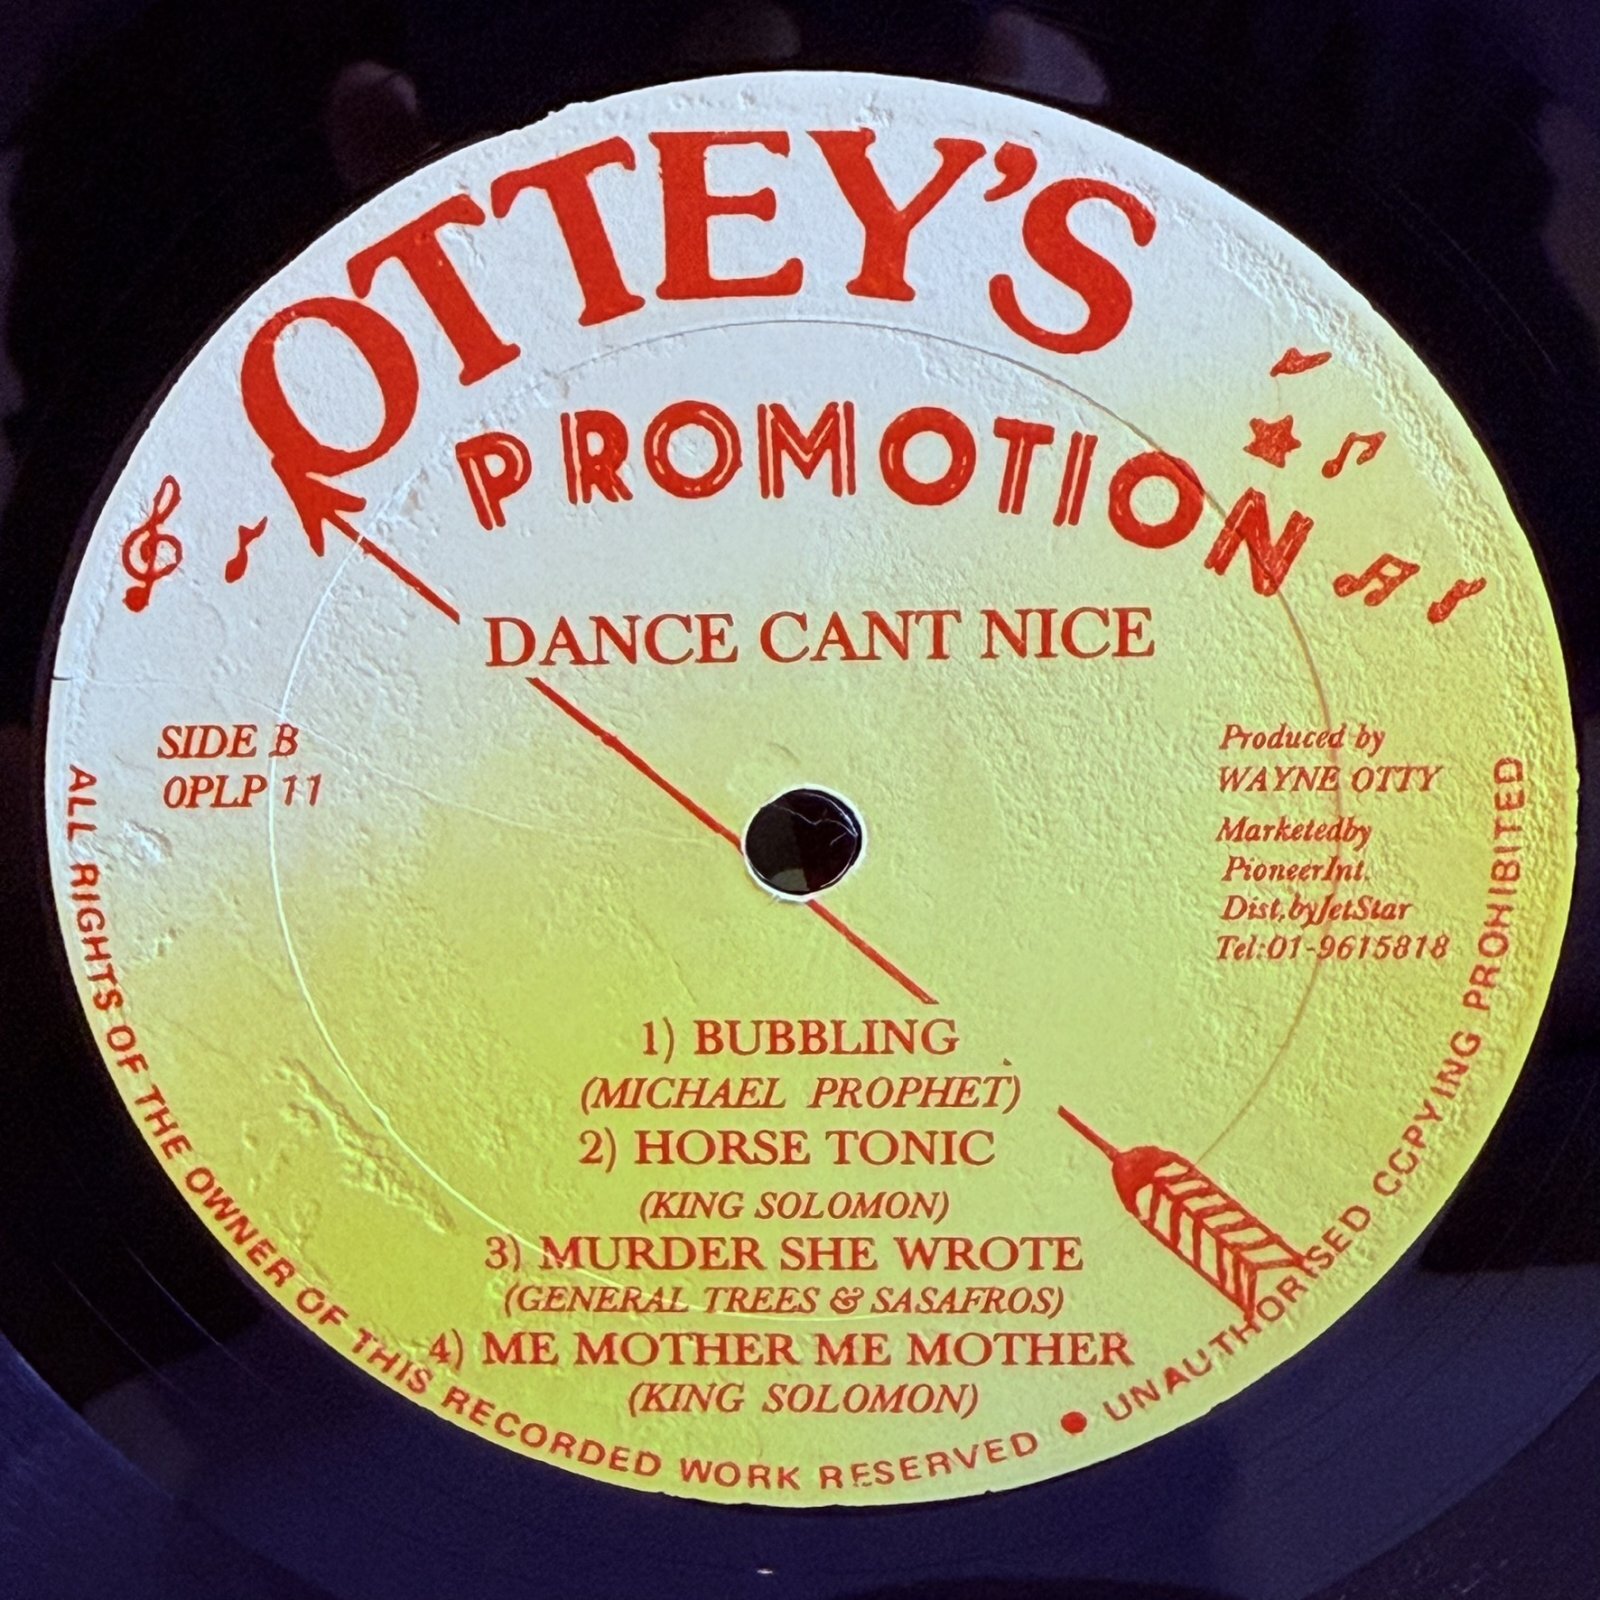 OTTEY'S
PROMOTION
DANCE CANT NICE
SIDE B
OPLP 11
Produced by
WAYNE OTTY
Marketedby
PioneerInt.
Dist.byJetStar
Tel:01-9615818
1) BUBBLING
(MICHAEL PROPHET)
2) HORSE TONIC
(KING SOLOMON)
3) MURDER SHE WROTE
(GENERAL TREES & SASAFROS)
4) ME MOTHER ME MOTHER
(KING SOLOMON)
ALL RIGHTS OF THE OWNER OF THIS RECORDED WORK RESERVED ● UNAUTHORISED COPYING PROHIBITED